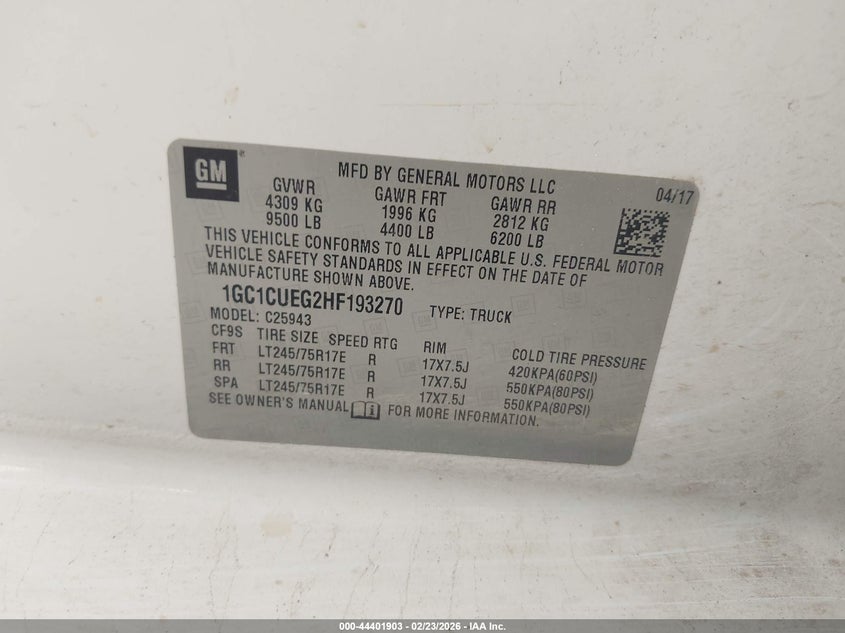 GM
MFD BY GENERAL MOTORS LLC
04/17
GVWR GAWR FRT GAWR RR
4309 KG 1996 KG 2812 KG
9500 LB 4400 LB 6200 LB
THIS VEHICLE CONFORMS TO ALL APPLICABLE U.S. FEDERAL MOTOR
VEHICLE SAFETY STANDARDS IN EFFECT ON THE DATE OF
MANUFACTURE SHOWN ABOVE.
1GC1CUEG2HF193270 TYPE: TRUCK
MODEL: C25943
CF9S TIRE SIZE SPEED RTG RIM COLD TIRE PRESSURE
FRT LT245/75R17E R 17X7.5J 420KPA(60PSI)
RR LT245/75R17E R 17X7.5J 550KPA(80PSI)
SPA LT245/75R17E R 17X7.5J 550KPA(80PSI)
SEE OWNER'S MANUAL FOR MORE INFORMATION.
000-44401903 - 02/23/2026 - IAA Inc.